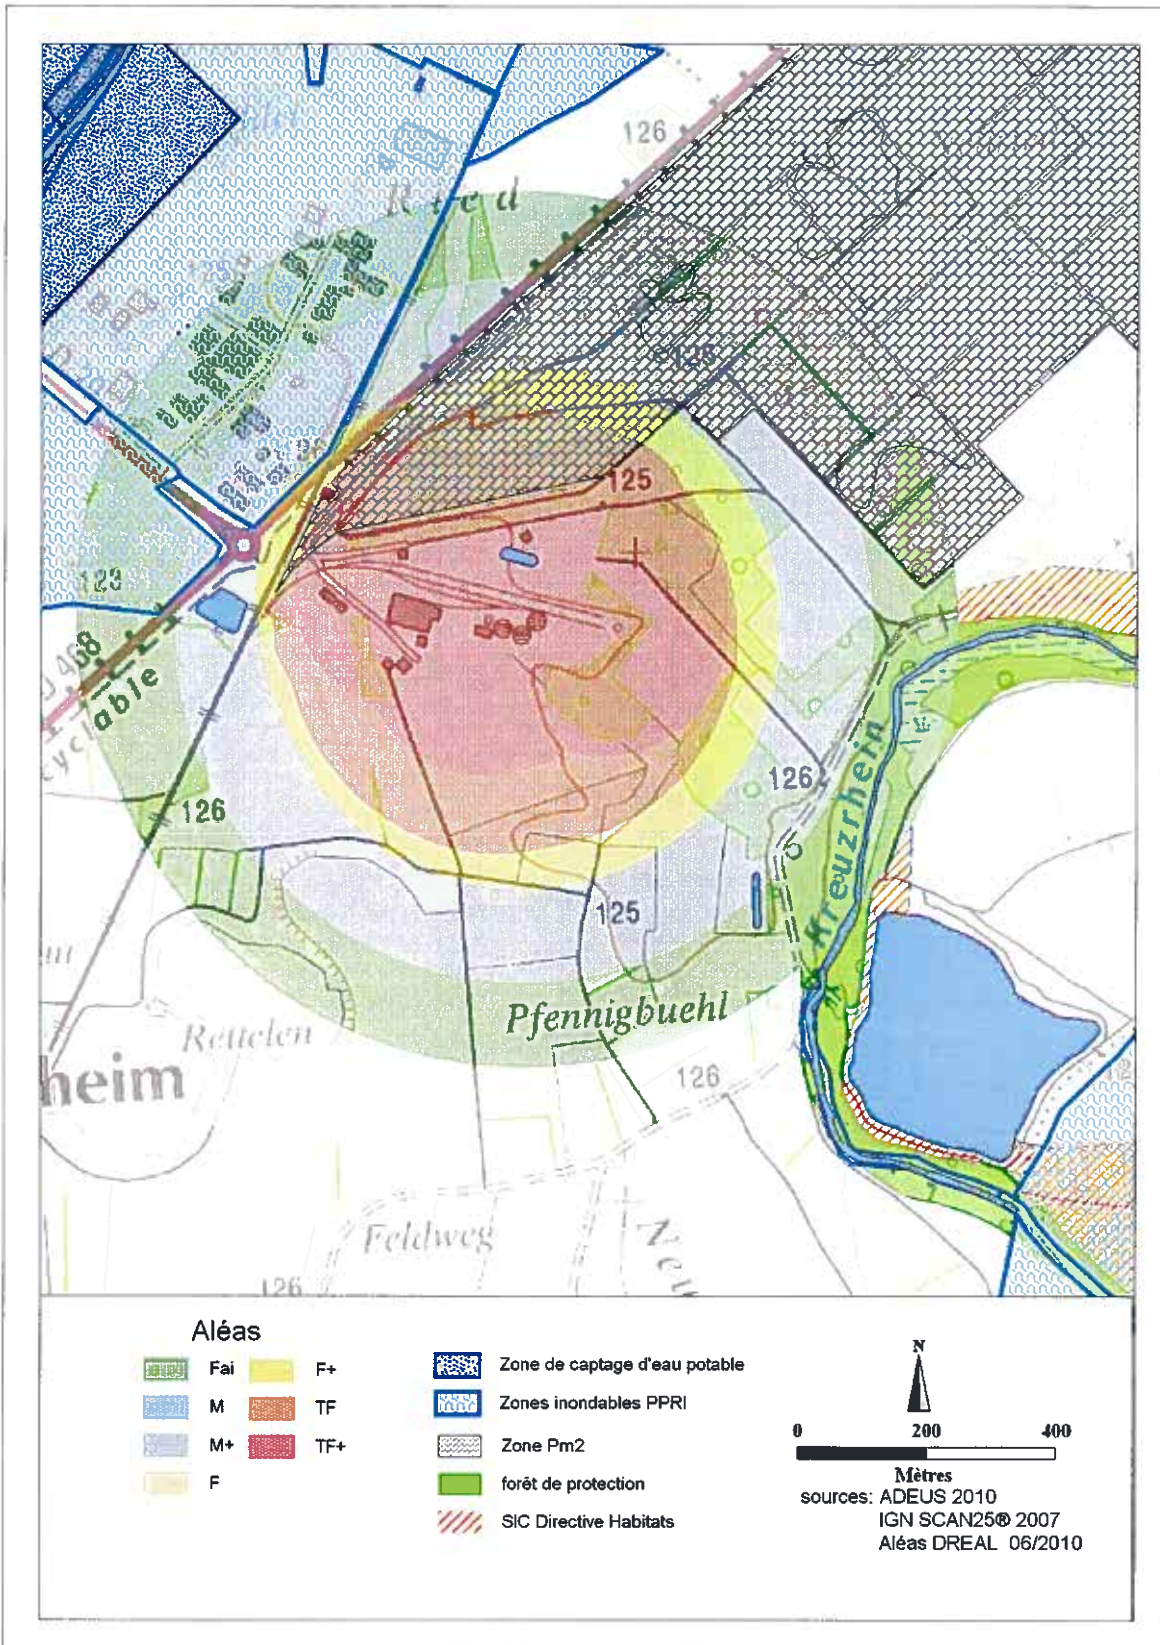 126
R ied
125
125
123
D 468
able
cycl
126
126
Kreuzrhein
125
Pfennigbuehl
Rettelen
heim
126
Feldweg
126
Aléas
Fai
F+
M
TF
M+
TF+
F
Zone de captage d'eau potable
Zones inondables PPRI
Zone Pm2
forêt de protection
SIC Directive Habitats
N
0 200 400
Mètres
sources: ADEUS 2010
IGN SCAN25® 2007
Aléas DREAL 06/2010